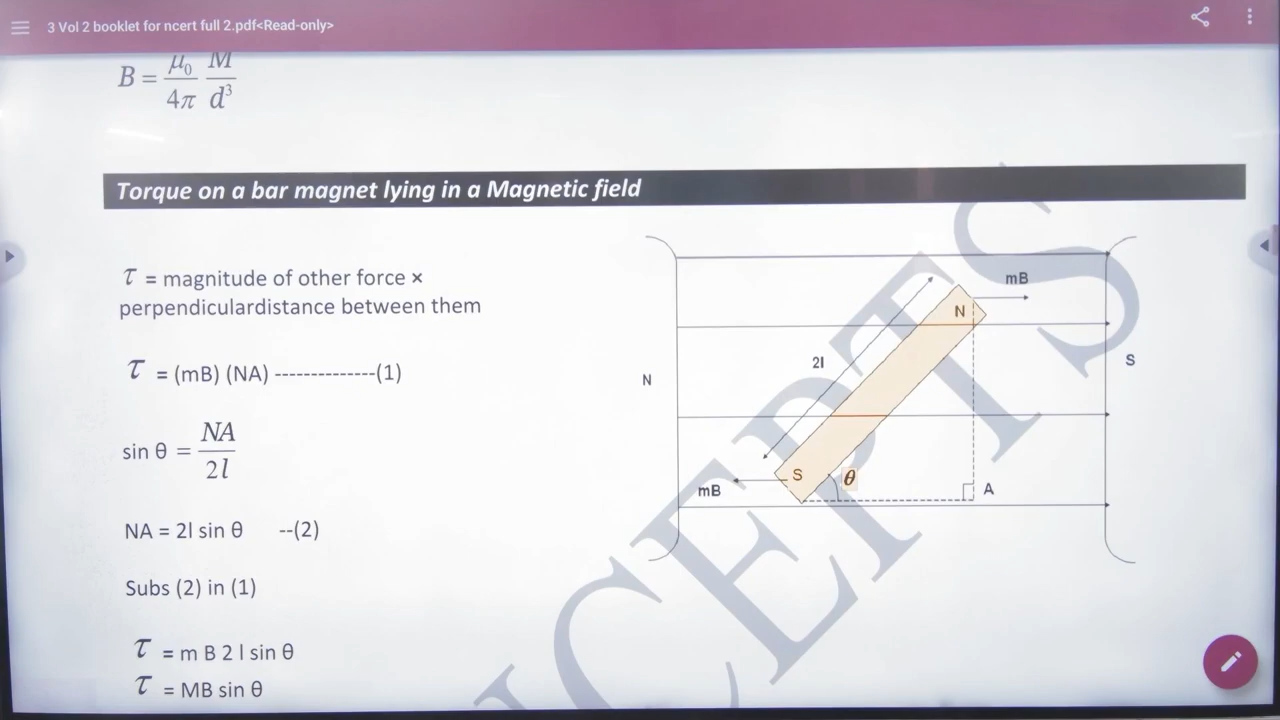 3 Vol 2 booklet for ncert full 2.pdf<Read-only>
B = μ₀/4π M/d³
Torque on a bar magnet lying in a Magnetic field
τ = magnitude of other force ×
perpendiculardistance between them
τ = (mB) (NA) --------------(1)
sin θ = NA/2l
NA = 2l sin θ --(2)
Subs (2) in (1)
τ = m B 2 l sin θ
τ = MB sin θ
mB
N
2l
N
S
S
θ
mB
A
NCEPTS